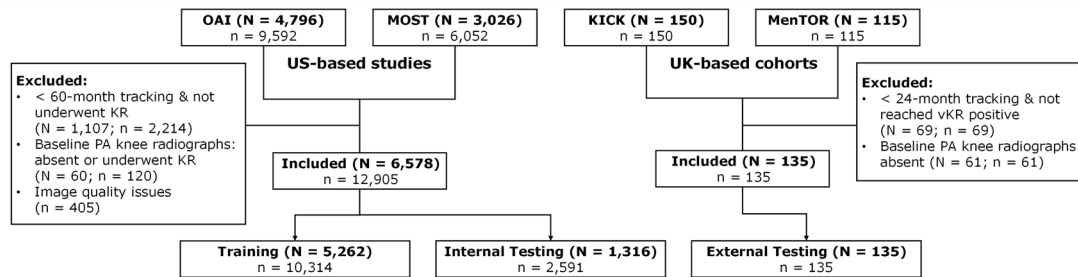 OAI (N = 4,796)
n = 9,592
MOST (N = 3,026)
n = 6,052
KICK (N = 150)
n = 150
MenTOR (N = 115)
n = 115
US-based studies
UK-based cohorts
Excluded:
• < 60-month tracking & not
underwent KR
(N = 1,107; n = 2,214)
• Baseline PA knee radiographs:
absent or underwent KR
(N = 60; n = 120)
• Image quality issues
(n = 405)
Excluded:
• < 24-month tracking & not
reached vKR positive
(N = 69; n = 69)
• Baseline PA knee radiographs
absent (N = 61; n = 61)
Included (N = 6,578)
n = 12,905
Included (N = 135)
n = 135
Training (N = 5,262)
n = 10,314
Internal Testing (N = 1,316)
n = 2,591
External Testing (N = 135)
n = 135